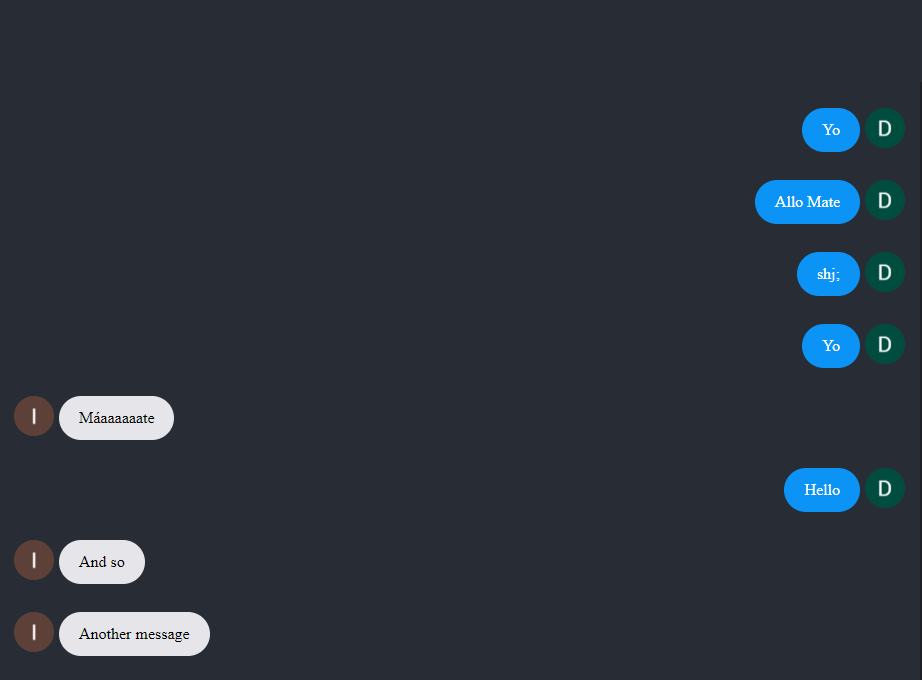 Yo D
Allo Mate D
shj; D
Yo D
I Máaaaaaate
Hello D
I And so
I Another message